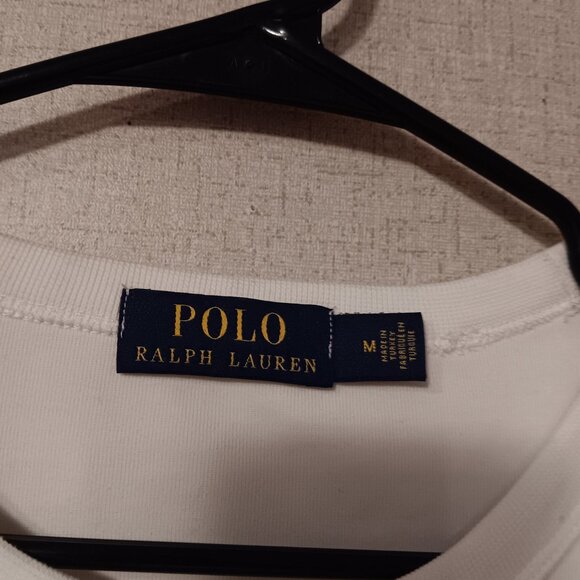 POLO
RALPH LAUREN
M
MADE IN
TURKEY
FABRIQUÉ EN
TURQUIE